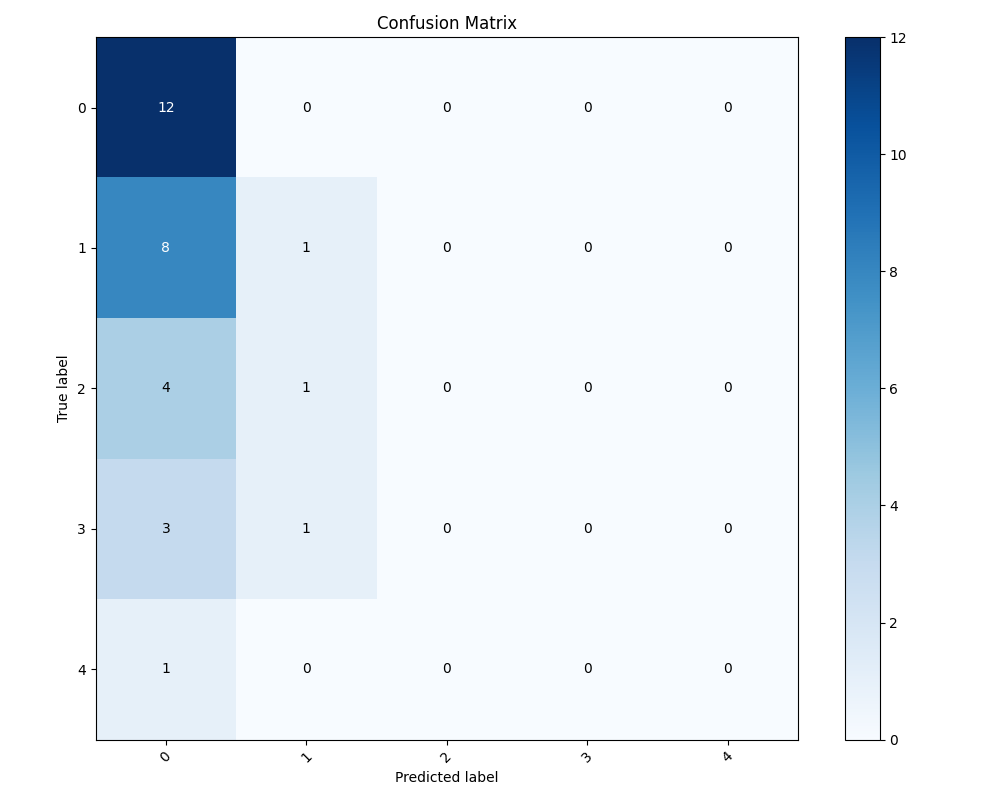 Confusion Matrix
0 12 0 0 0 0
1 8 1 0 0 0
2 4 1 0 0 0
3 3 1 0 0 0
4 1 0 0 0 0
0 1 2 3 4
Predicted label
True label
12
10
8
6
4
2
0